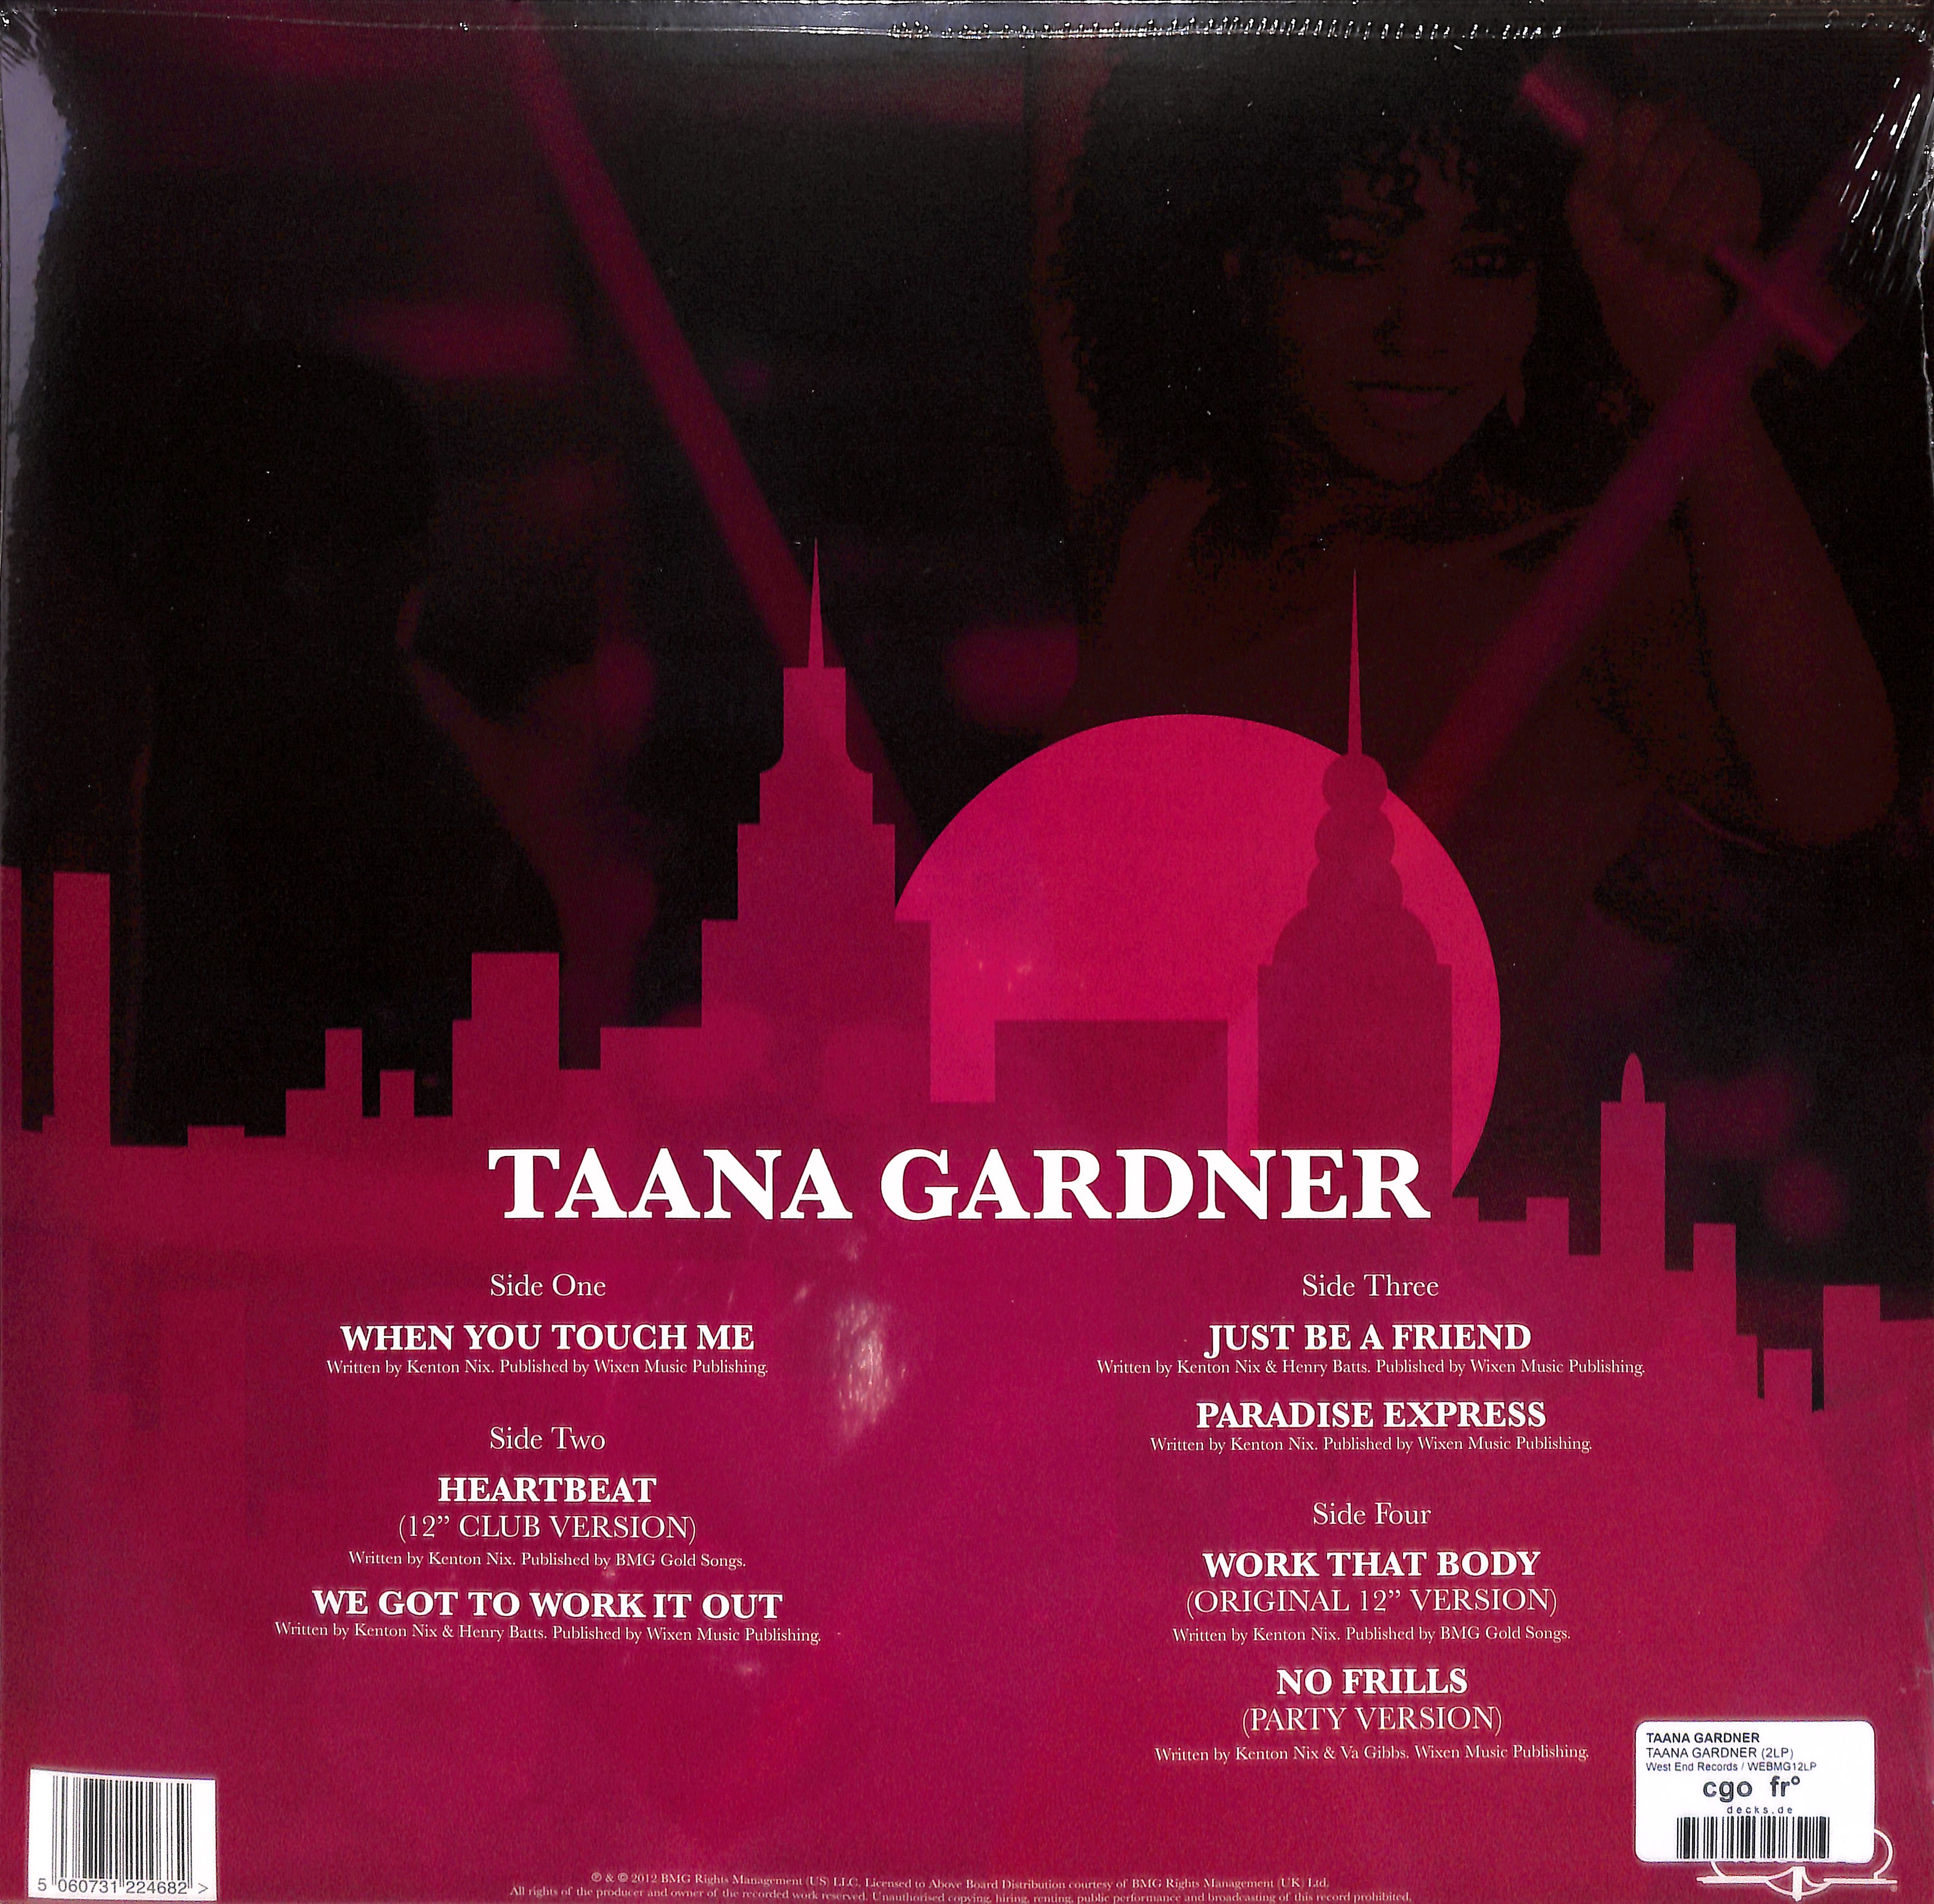 TAANA GARDNER
Side One
WHEN YOU TOUCH ME
Written by Kenton Nix. Published by Wixen Music Publishing.
Side Two
HEARTBEAT
(12” CLUB VERSION)
Written by Kenton Nix. Published by BMG Gold Songs.
WE GOT TO WORK IT OUT
Written by Kenton Nix & Henry Batts. Published by Wixen Music Publishing.
Side Three
JUST BE A FRIEND
Written by Kenton Nix & Henry Batts. Published by Wixen Music Publishing.
PARADISE EXPRESS
Written by Kenton Nix. Published by Wixen Music Publishing.
Side Four
WORK THAT BODY
(ORIGINAL 12” VERSION)
Written by Kenton Nix. Published by BMG Gold Songs.
NO FRILLS
(PARTY VERSION)
Written by Kenton Nix & Va Gibbs. Wixen Music Publishing.
TAANA GARDNER
TAANA GARDNER (2LP)
West End Records / WEBMG12LP
cgo fr°
decks.de
5 060731 224682 >
℗ & © 2012 BMG Rights Management (US) LLC. Licensed to Above Board Distribution courtesy of BMG Rights Management (UK) Ltd.
All rights of the producer and owner of the recorded work reserved. Unauthorised copying, hiring, renting, public performance and broadcasting of this record prohibited.